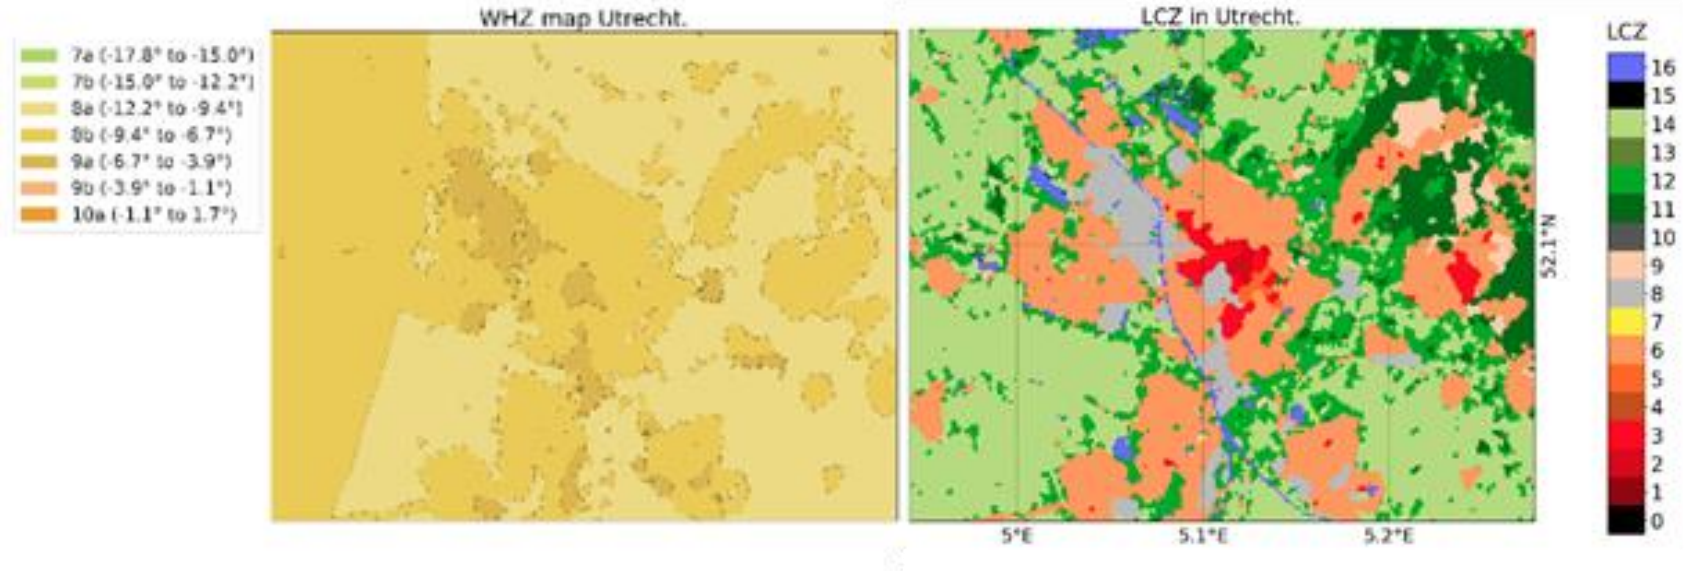 WHZ map Utrecht.
7a (-17.8° to -15.0°)
7b (-15.0° to -12.2°)
8a (-12.2° to -9.4°)
8b (-9.4° to -6.7°)
9a (-6.7° to -3.9°)
9b (-3.9° to -1.1°)
10a (-1.1° to 1.7°)
LCZ in Utrecht.
52.1°N
5°E
5.1°E
5.2°E
LCZ
16
15
14
13
12
11
10
9
8
7
6
5
4
3
2
1
0